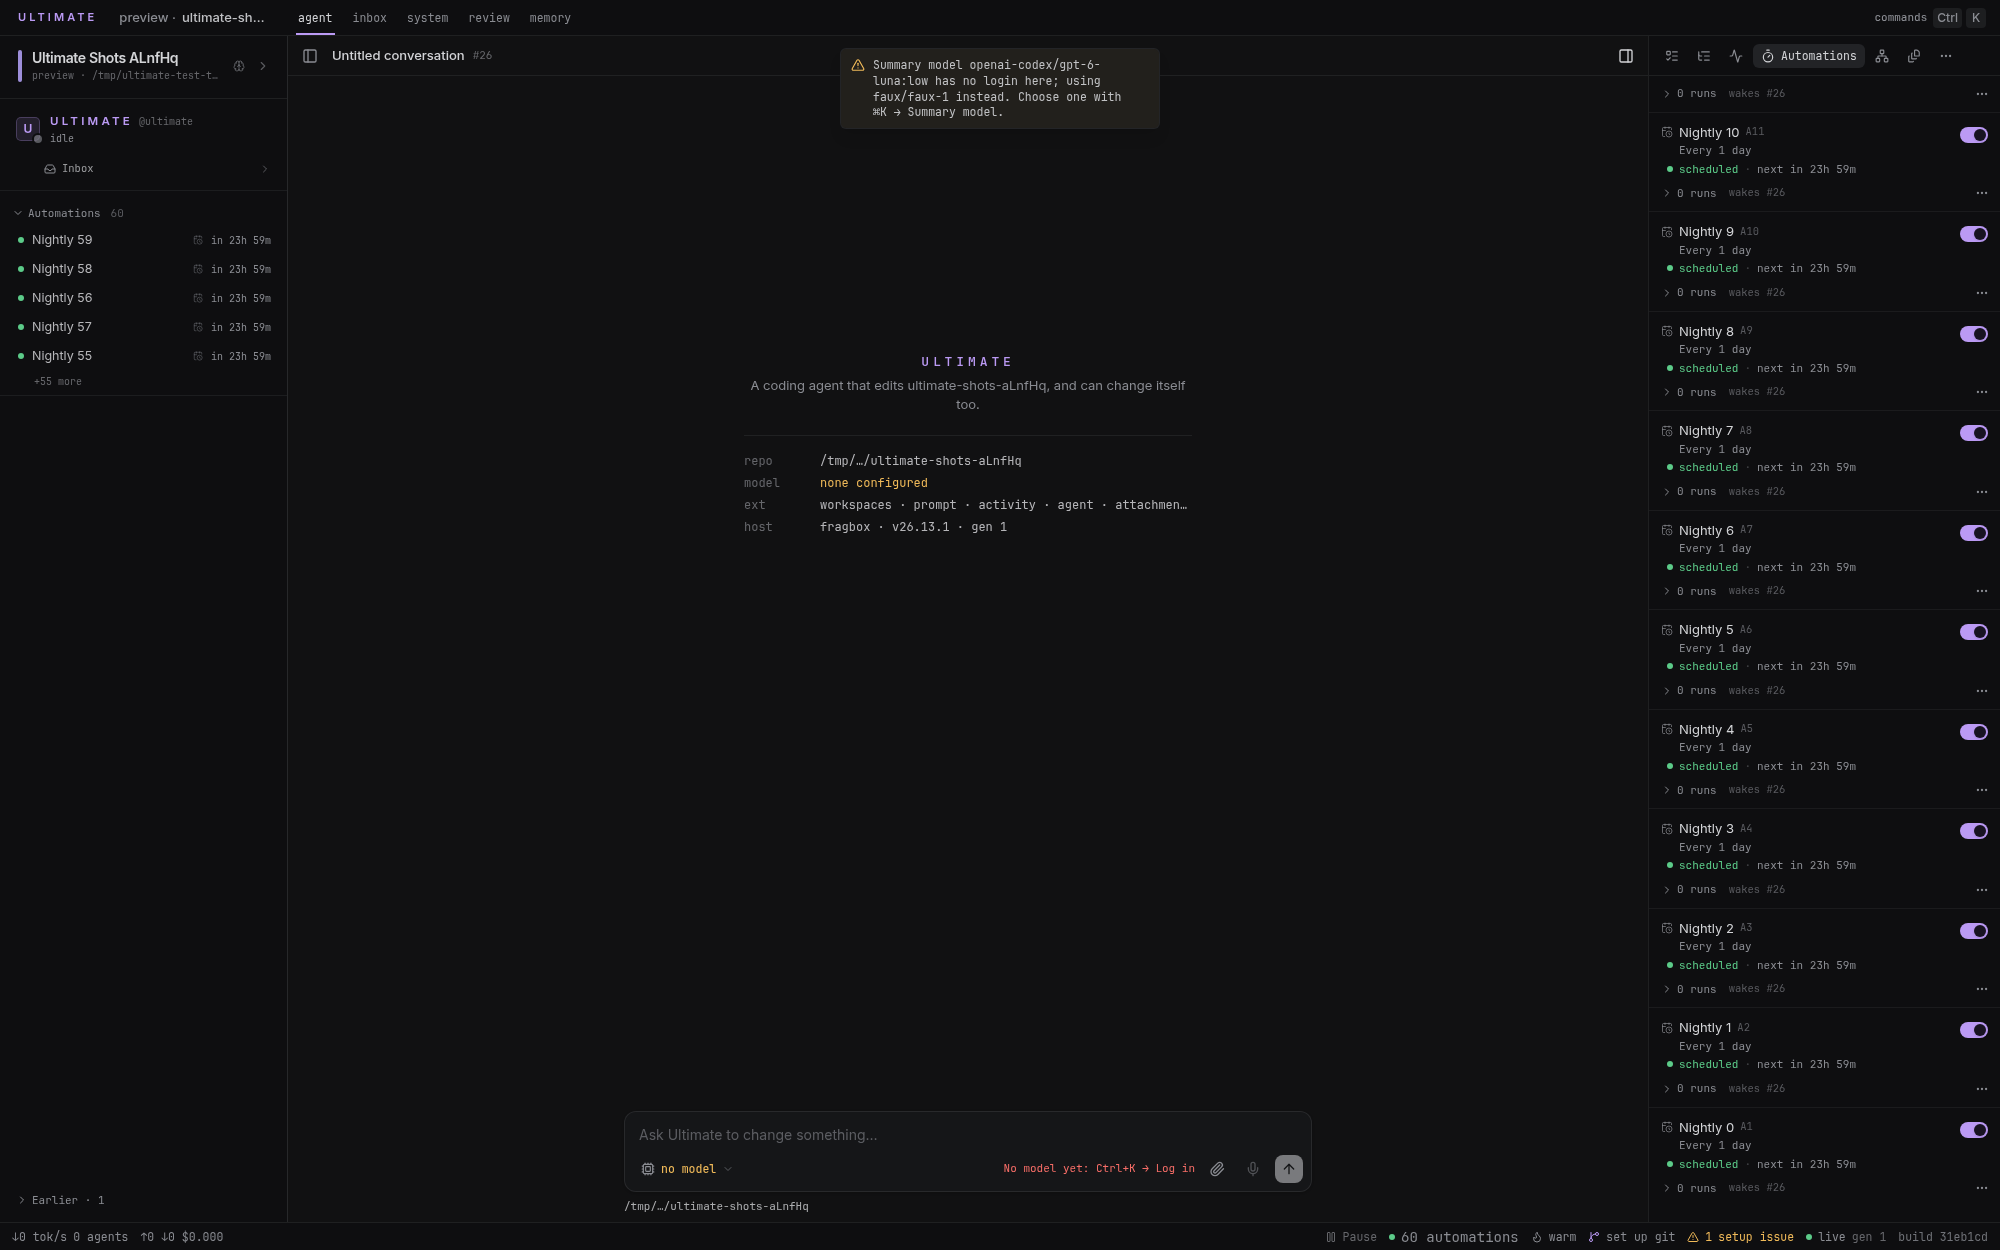 ULTIMATE preview · ultimate-sh... agent inbox system review memory commands Ctrl K
Ultimate Shots ALnfHq
preview · /tmp/ultimate-test-t…
U ULTIMATE @ultimate
idle
Inbox
Automations 60
Nightly 59 in 23h 59m
Nightly 58 in 23h 59m
Nightly 56 in 23h 59m
Nightly 57 in 23h 59m
Nightly 55 in 23h 59m
+55 more
Earlier · 1
Untitled conversation #26
Summary model openai-codex/gpt-6-
luna:low has no login here; using
faux/faux-1 instead. Choose one with
⌘K → Summary model.
ULTIMATE
A coding agent that edits ultimate-shots-aLnfHq, and can change itself
too.
repo /tmp/…/ultimate-shots-aLnfHq
model none configured
ext workspaces · prompt · activity · agent · attachmen…
host fragbox · v26.13.1 · gen 1
Ask Ultimate to change something...
no model No model yet: Ctrl+K → Log in
/tmp/…/ultimate-shots-aLnfHq
Automations
0 runs wakes #26
Nightly 10 A11
Every 1 day
scheduled · next in 23h 59m
0 runs wakes #26
Nightly 9 A10
Every 1 day
scheduled · next in 23h 59m
0 runs wakes #26
Nightly 8 A9
Every 1 day
scheduled · next in 23h 59m
0 runs wakes #26
Nightly 7 A8
Every 1 day
scheduled · next in 23h 59m
0 runs wakes #26
Nightly 6 A7
Every 1 day
scheduled · next in 23h 59m
0 runs wakes #26
Nightly 5 A6
Every 1 day
scheduled · next in 23h 59m
0 runs wakes #26
Nightly 4 A5
Every 1 day
scheduled · next in 23h 59m
0 runs wakes #26
Nightly 3 A4
Every 1 day
scheduled · next in 23h 59m
0 runs wakes #26
Nightly 2 A3
Every 1 day
scheduled · next in 23h 59m
0 runs wakes #26
Nightly 1 A2
Every 1 day
scheduled · next in 23h 59m
0 runs wakes #26
Nightly 0 A1
Every 1 day
scheduled · next in 23h 59m
0 runs wakes #26
↓0 tok/s 0 agents ↑0 ↓0 $0.000 Pause 60 automations warm set up git 1 setup issue live gen 1 build 31eb1cd